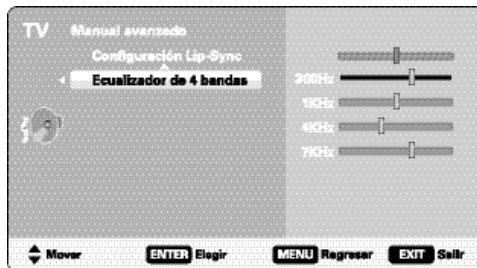 TV Manual avanzado
Configuración Lip-Sync
Ecualizador de 4 bandas
300Hz
1KHz
4KHz
7KHz
Mover ENTER Elegir MENU Regresar EXIT Salir